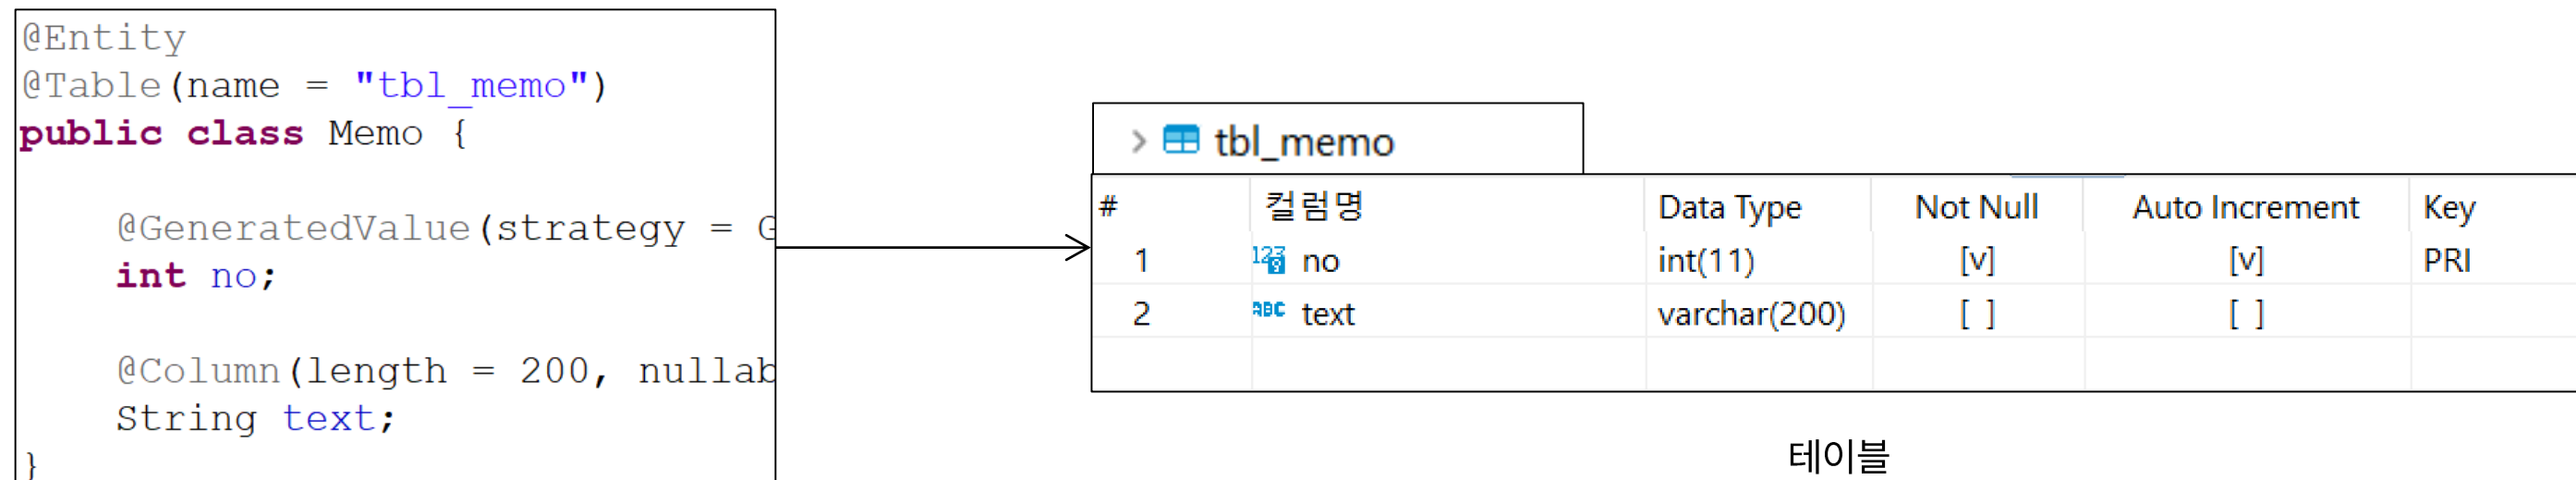 @Entity
@Table(name = "tbl_memo")
public class Memo {
@GeneratedValue(strategy = G
int no;
@Column(length = 200, nullab
String text;
}
> tbl_memo
# 컬럼명 Data Type Not Null Auto Increment Key
1 123 no int(11) [v] [v] PRI
2 ABC text varchar(200) [ ] [ ]
테이블